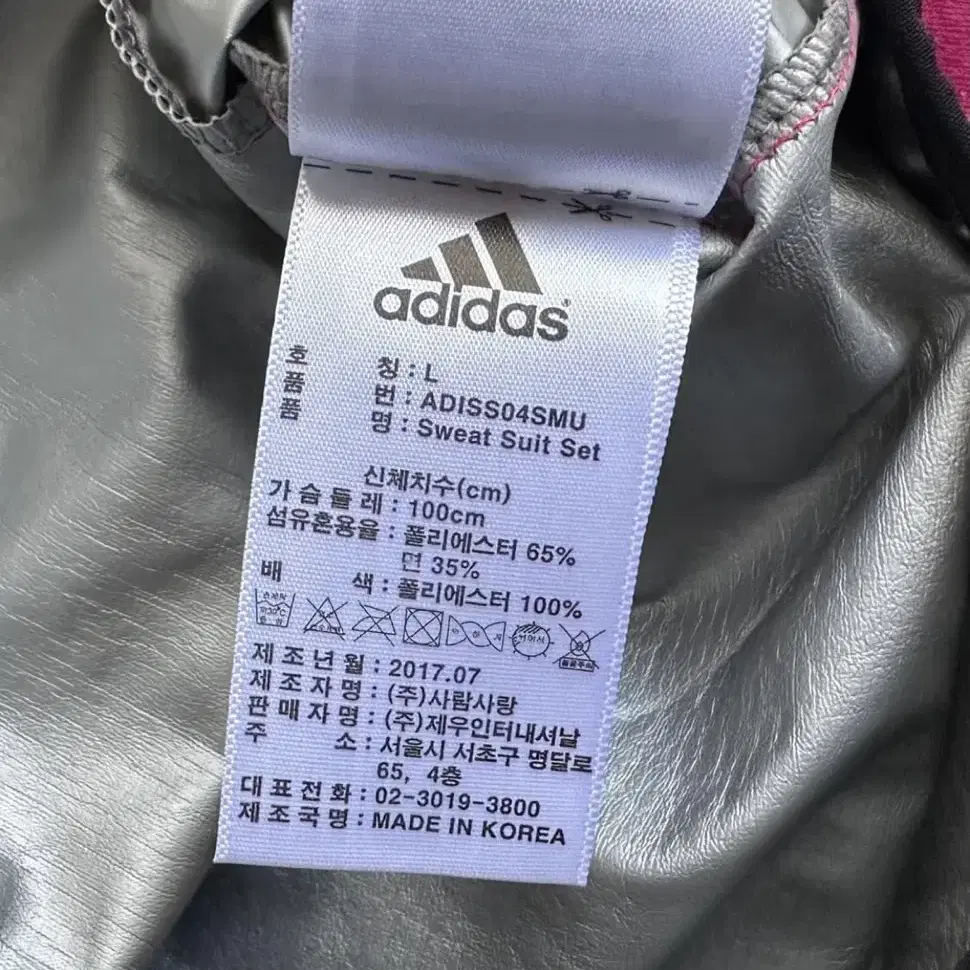 adidas
호 칭 : L
품 번 : ADISS04SMU
품 명 : Sweat Suit Set
신체치수(cm)
가 슴 둘 레 : 100cm
섬유혼용율 : 폴리에스터 65%
면 35%
배 색 : 폴리에스터 100%
제 조 년 월 : 2017.07
제 조 자 명 : (주)사람사랑
판 매 자 명 : (주)제우인터내셔날
주 소 : 서울시 서초구 명달로
65, 4층
대 표 전 화 : 02-3019-3800
제 조 국 명 : MADE IN KOREA